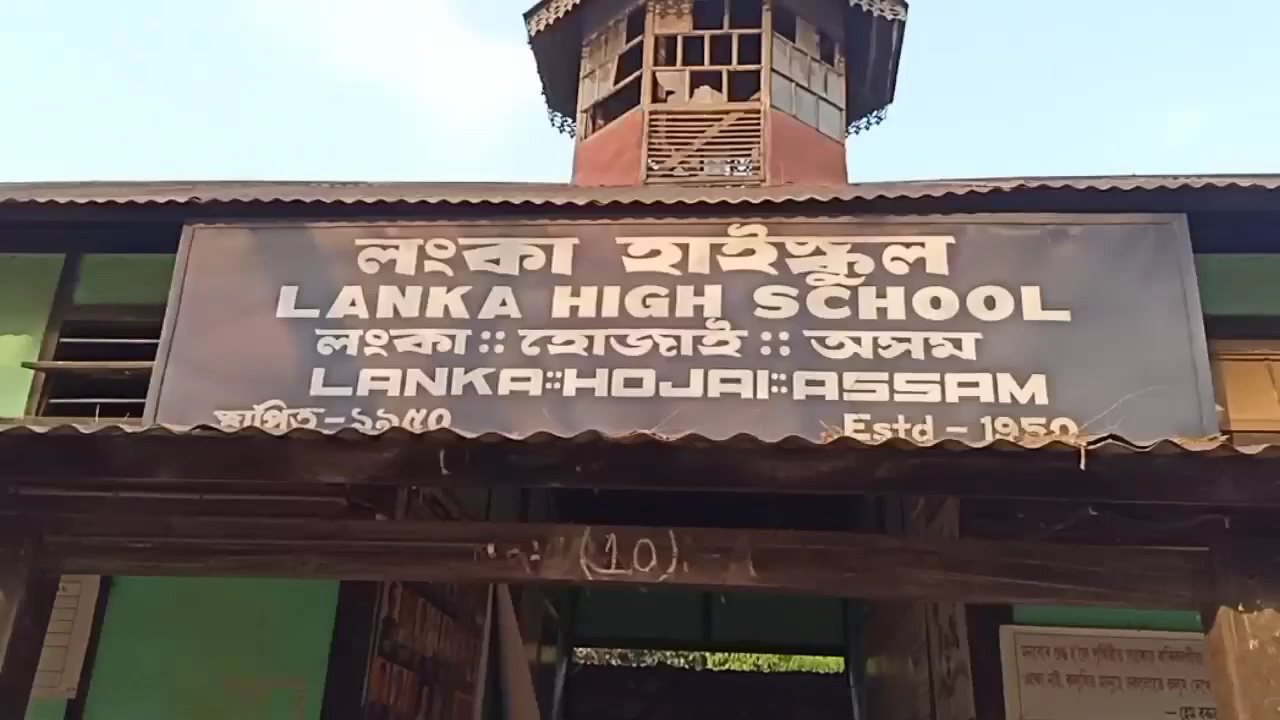 লংকা হাইস্কুল
LANKA HIGH SCHOOL
লংকা :: হোজাই :: অসম
LANKA::HOJAI::ASSAM
স্থাপিত - ১৯৫০
Estd - 1950
(10)